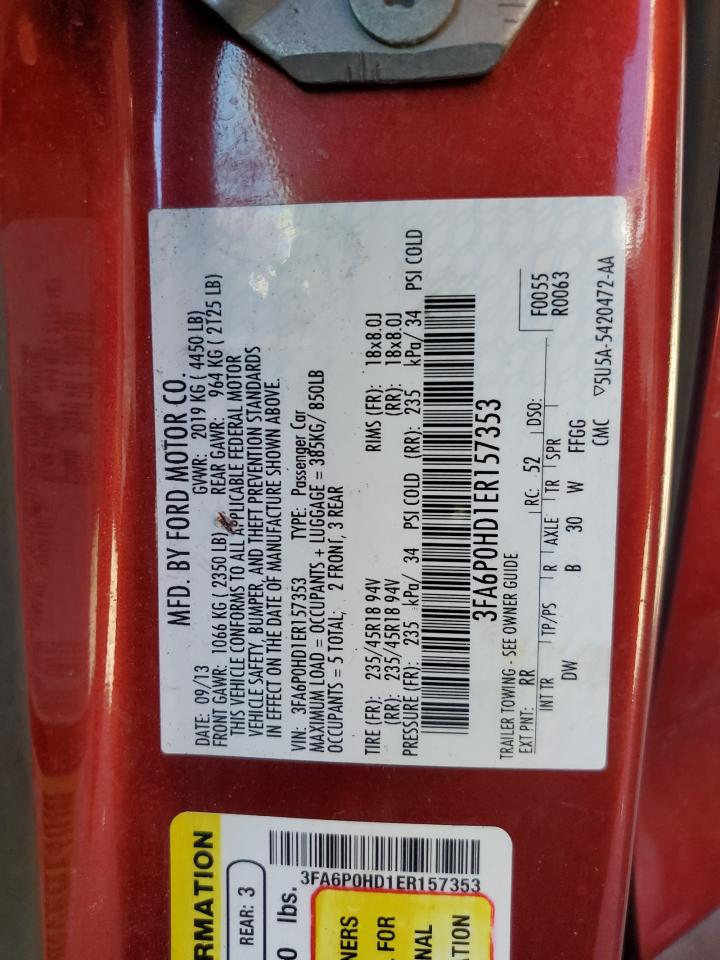 MFD. BY FORD MOTOR CO.
DATE: 09/13 GVWR: 2019 KG ( 4450 LB)
FRONT GAWR: 1066 KG ( 2350 LB) REAR GAWR: 964 KG ( 2125 LB)
THIS VEHICLE CONFORMS TO ALL APPLICABLE FEDERAL MOTOR
VEHICLE SAFETY, BUMPER, AND THEFT PREVENTION STANDARDS
IN EFFECT ON THE DATE OF MANUFACTURE SHOWN ABOVE.
VIN: 3FA6P0HD1ER157353 TYPE: Passenger Car
MAXIMUM LOAD = OCCUPANTS + LUGGAGE = 385KG/ 850LB
OCCUPANTS = 5 TOTAL; 2 FRONT, 3 REAR
TIRE (FR): 235/45R18 94V RIMS (FR): 18x8.0J
(RR): 235/45R18 94V (RR): 18x8.0J
PRESSURE (FR): 235 kPa/ 34 PSI COLD (RR): 235 kPa/ 34 PSI COLD
3FA6P0HD1ER157353
TRAILER TOWING - SEE OWNER GUIDE
EXT PNT: RR RC: 52 DSO: F0055
R0063
INT TR TP/PS R AXLE TR SPR
DW B 30 W FFGG
CMC ▽5U5A-5420472-AA
RMATION
REAR: 3
0 lbs.
3FA6P0HD1ER157353
NERS
FOR
NAL
TION